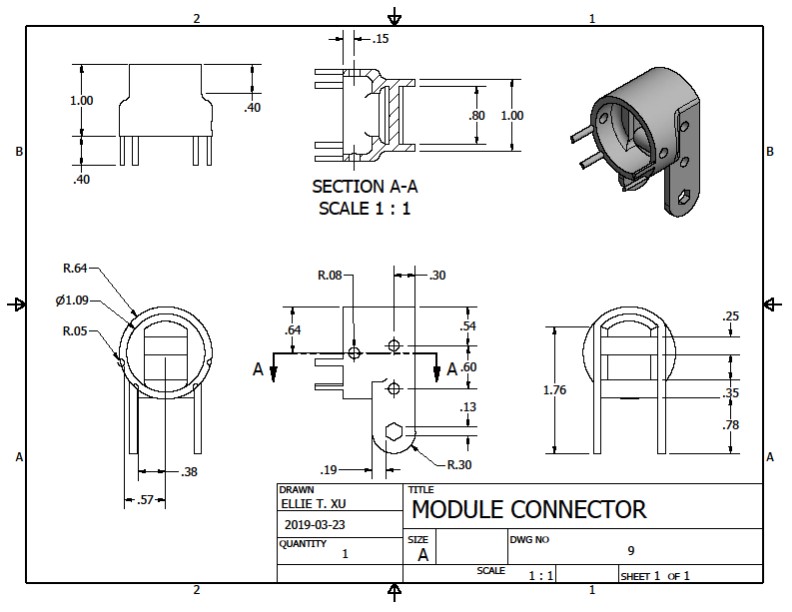 2
1
.15
1.00
.40
.40
.80
1.00
B
B
SECTION A-A
SCALE 1 : 1
R.64
Ø1.09
R.05
R.08
.30
.64
.54
.60
.13
A
A
.19
R.30
.25
1.76
.35
.78
.38
.57
A
A
DRAWN
ELLIE T. XU
2019-03-23
QUANTITY
1
TITLE
MODULE CONNECTOR
SIZE
A
DWG NO
9
SCALE
1 : 1
SHEET 1 OF 1
2
1